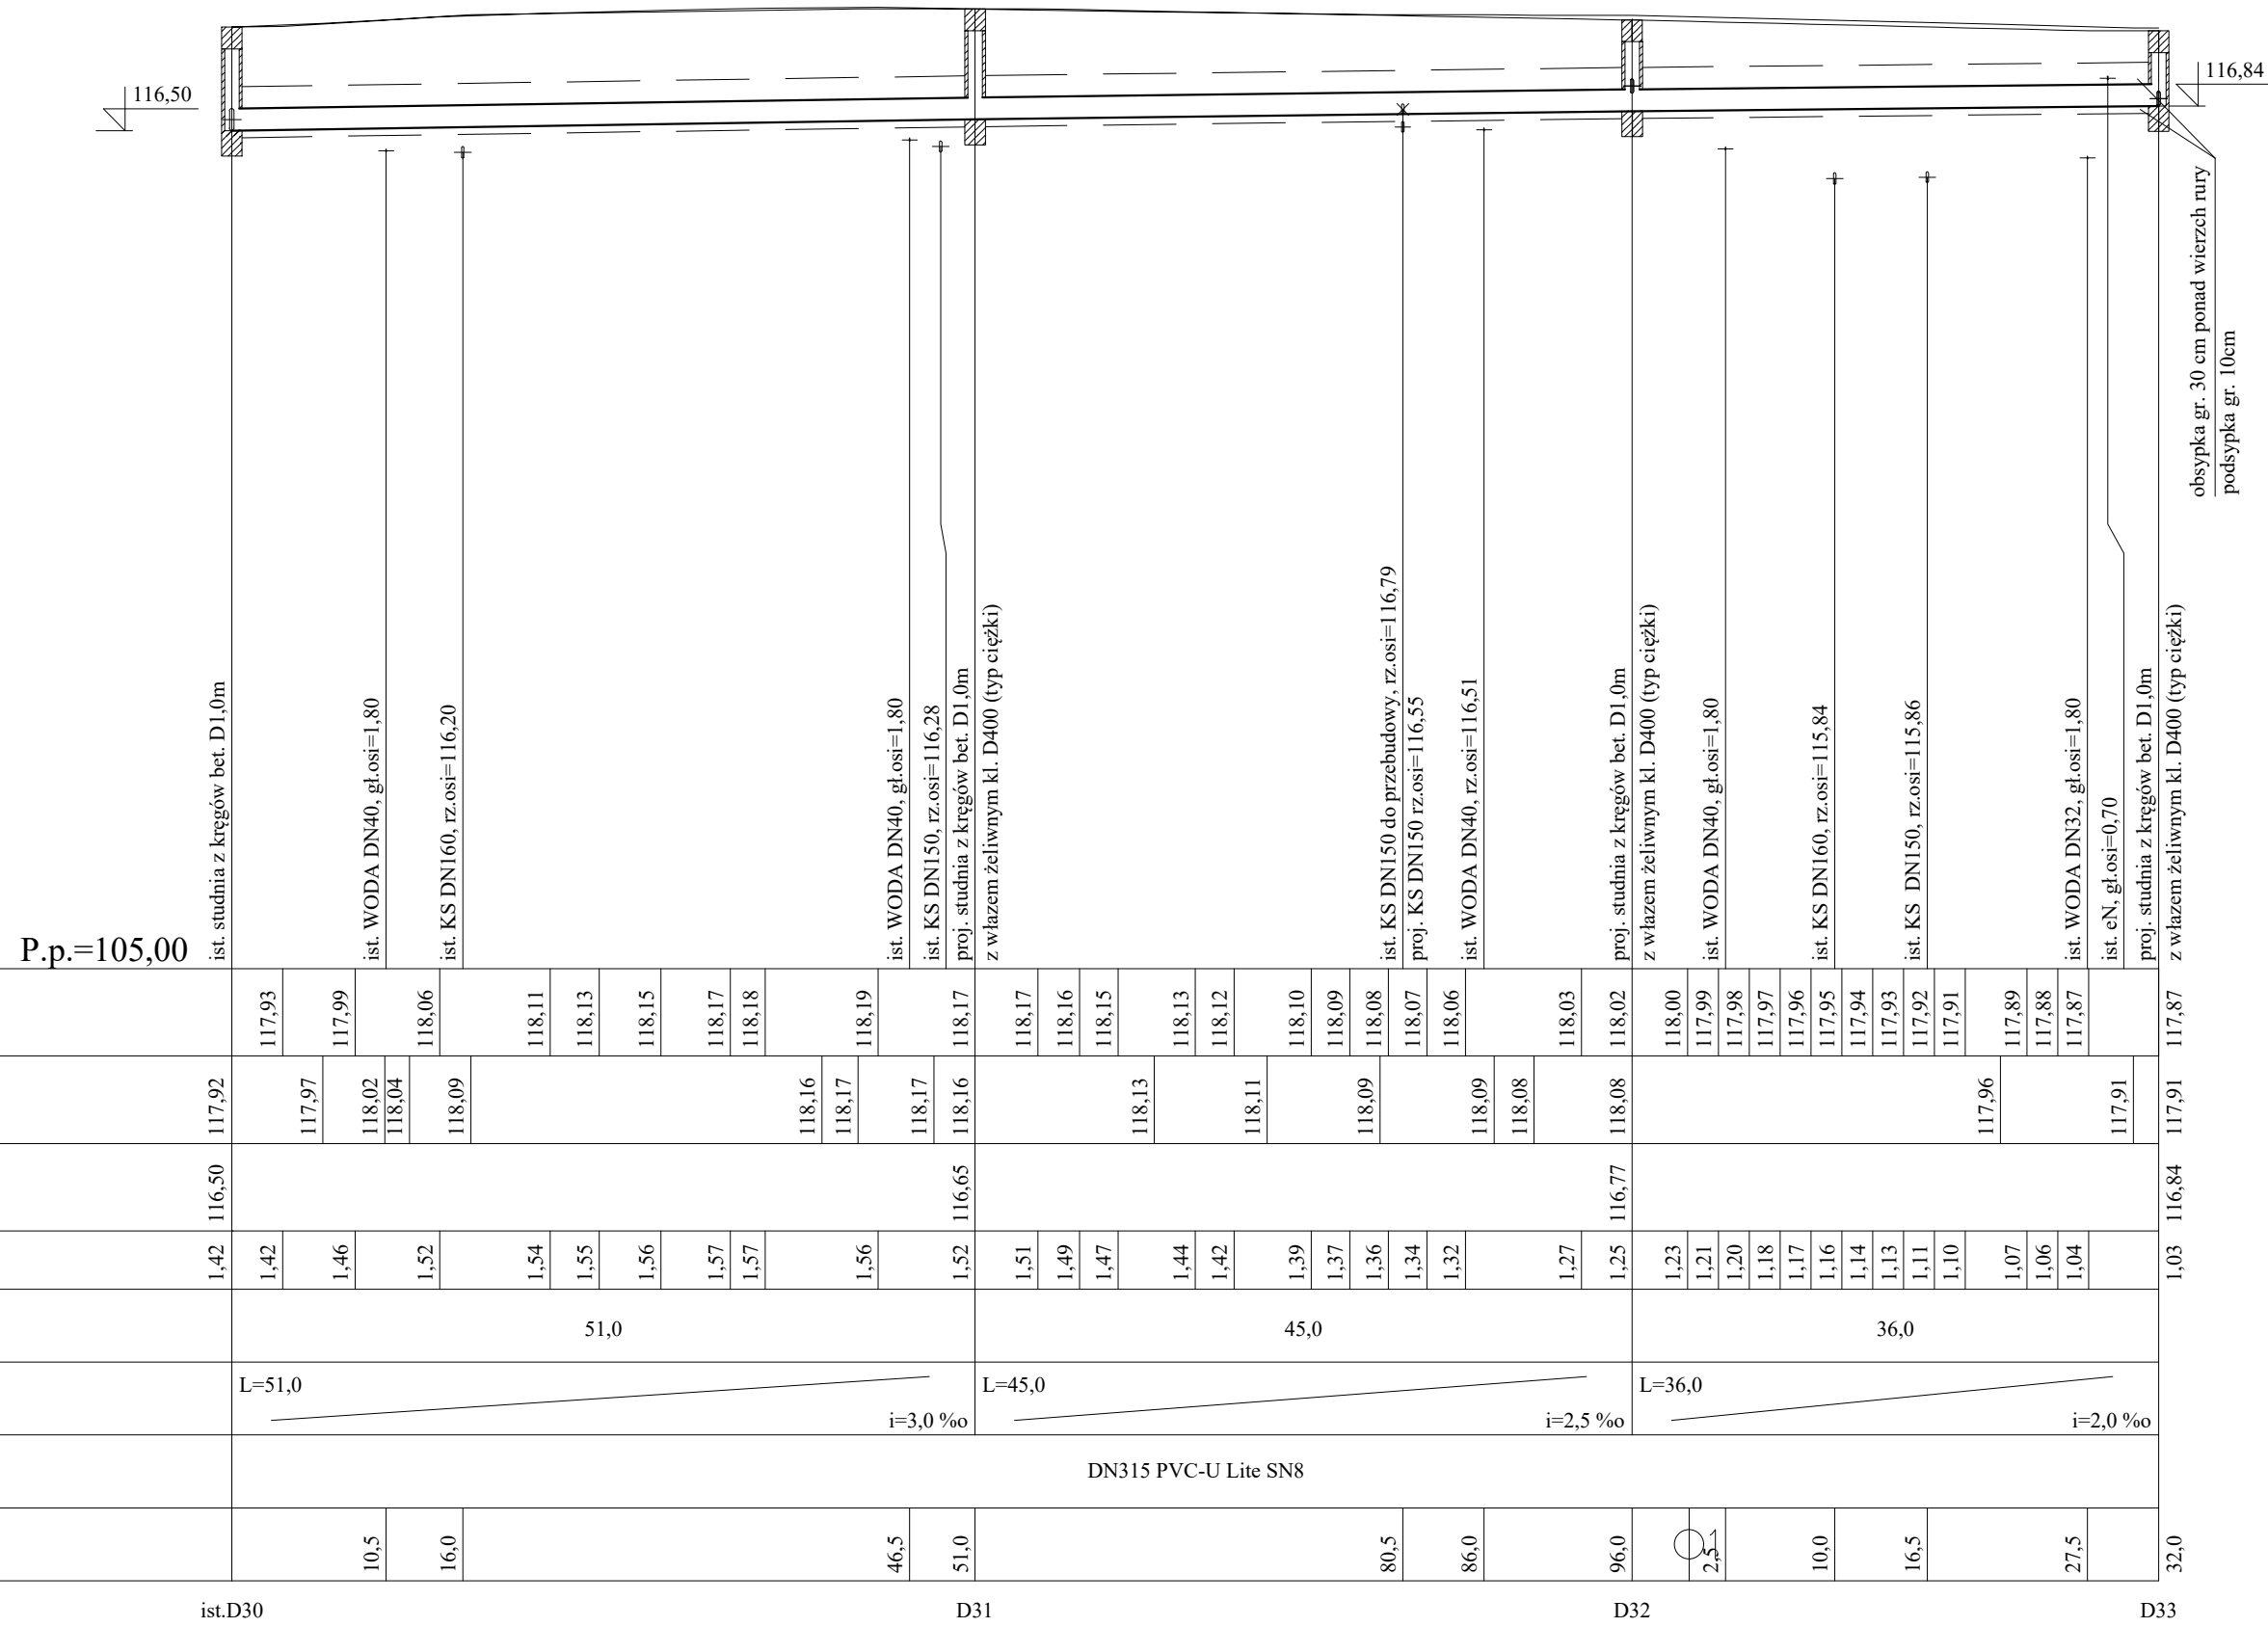 116,50
116,84
obsypka gr. 30 cm ponad wierzch rury
podsypka gr. 10cm
ist. studnia z kręgów bet. D1,0m
ist. WODA DN40, gł.osi=1,80
ist. KS DN160, rz.osi=116,20
ist. WODA DN40, gł.osi=1,80
ist. KS DN150, rz.osi=116,28
proj. studnia z kręgów bet. D1,0m
z włazem żeliwnym kl. D400 (typ ciężki)
ist. KS DN150 do przebudowy, rz.osi=116,79
proj. KS DN150 rz.osi=116,55
ist. WODA DN40, rz.osi=116,51
proj. studnia z kręgów bet. D1,0m
z włazem żeliwnym kl. D400 (typ ciężki)
ist. WODA DN40, gł.osi=1,80
ist. KS DN160, rz.osi=115,84
ist. KS DN150, rz.osi=115,86
ist. WODA DN32, gł.osi=1,80
ist. eN, gł.osi=0,70
proj. studnia z kręgów bet. D1,0m
z włazem żeliwnym kl. D400 (typ ciężki)
P.p.=105,00
117,93 117,99 118,06 118,11 118,13 118,15 118,17 118,18 118,19 118,17 118,17 118,16 118,15 118,13 118,12 118,10 118,09 118,08 118,07 118,06 118,03 118,02 118,00 117,99 117,98 117,97 117,96 117,95 117,94 117,93 117,92 117,91 117,89 117,88 117,87 117,87
117,92 117,97 118,02 118,04 118,09 118,16 118,17 118,17 118,16 118,13 118,11 118,09 118,09 118,08 118,08 117,96 117,91 117,91
116,50 116,65 116,77 116,84
1,42 1,42 1,46 1,52 1,54 1,55 1,56 1,57 1,57 1,56 1,52 1,51 1,49 1,47 1,44 1,42 1,39 1,37 1,36 1,34 1,32 1,27 1,25 1,23 1,21 1,20 1,18 1,17 1,16 1,14 1,13 1,11 1,10 1,07 1,06 1,04 1,03
51,0 45,0 36,0
L=51,0 i=3,0 %o L=45,0 i=2,5 %o L=36,0 i=2,0 %o
DN315 PVC-U Lite SN8
10,5 16,0 46,5 51,0 80,5 86,0 96,0 1 2,5 10,0 16,5 27,5 32,0
ist.D30 D31 D32 D33